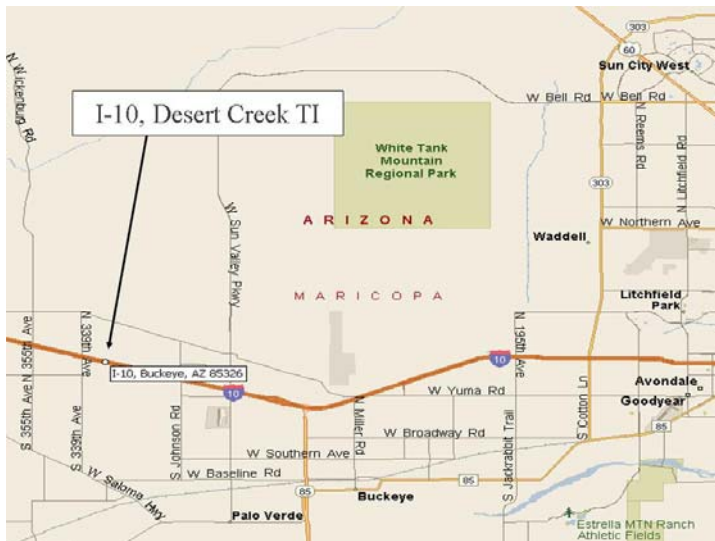 303
60
Sun City West
N Wickenburg Rd
W Bell Rd
W Bell Rd
I-10, Desert Creek TI
N Reems Rd
N Litchfield Rd
White Tank
Mountain
Regional Park
303
W Sun Valley Pkwy
ARIZONA
W Northern Ave
Waddell
MARICOPA
Litchfield
Park
N 355th Ave
N 339th Ave
N 195th Ave
10
I-10, Buckeye, AZ 85326
10
W Yuma Rd
Avondale
Goodyear
S 355th Ave
S 339th Ave
S Johnson Rd
N Miller Rd
S Jackrabbit Trail
S Cotton Ln
85
W Broadway Rd
W Southern Ave
W Baseline Rd
W Salome Hwy
85
85
Buckeye
Palo Verde
Estrella MTN Ranch
Athletic Fields